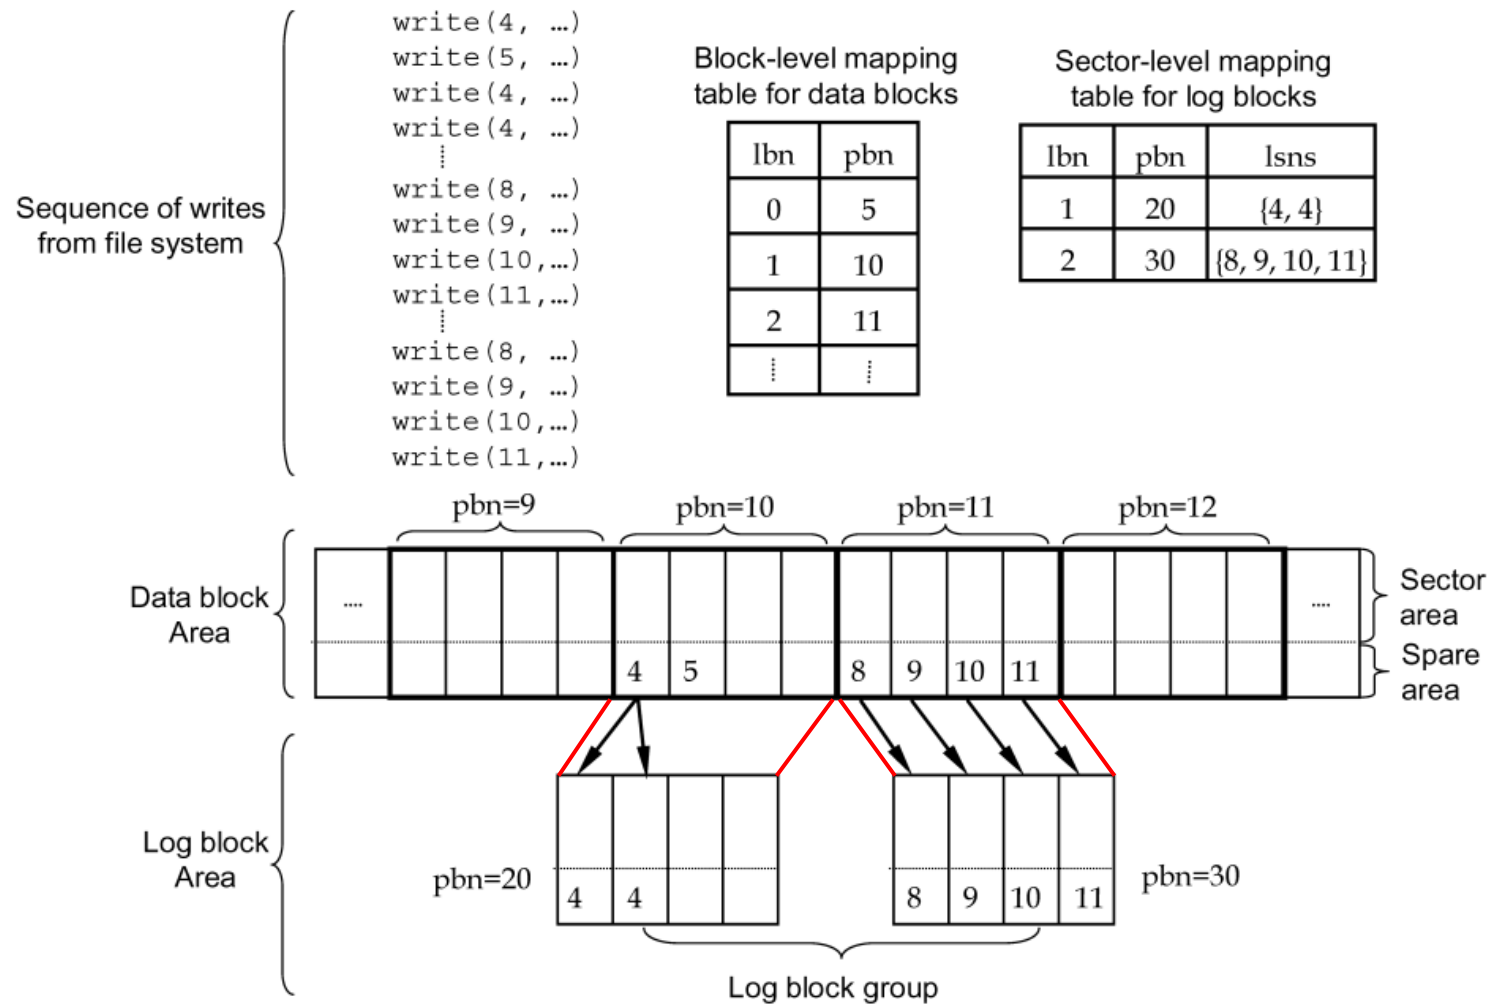 write(4, …)
write(5, …)
write(4, …)
write(4, …)
write(8, …)
write(9, …)
write(10,…)
write(11,…)
write(8, …)
write(9, …)
write(10,…)
write(11,…)
Sequence of writes
from file system
Block-level mapping
table for data blocks
lbn pbn
0 5
1 10
2 11
Sector-level mapping
table for log blocks
lbn pbn lsns
1 20 {4, 4}
2 30 {8, 9, 10, 11}
pbn=9 pbn=10 pbn=11 pbn=12
Data block
Area
....
....
4 5 8 9 10 11
Sector
area
Spare
area
Log block
Area
pbn=20
4 4
8 9 10 11
pbn=30
Log block group